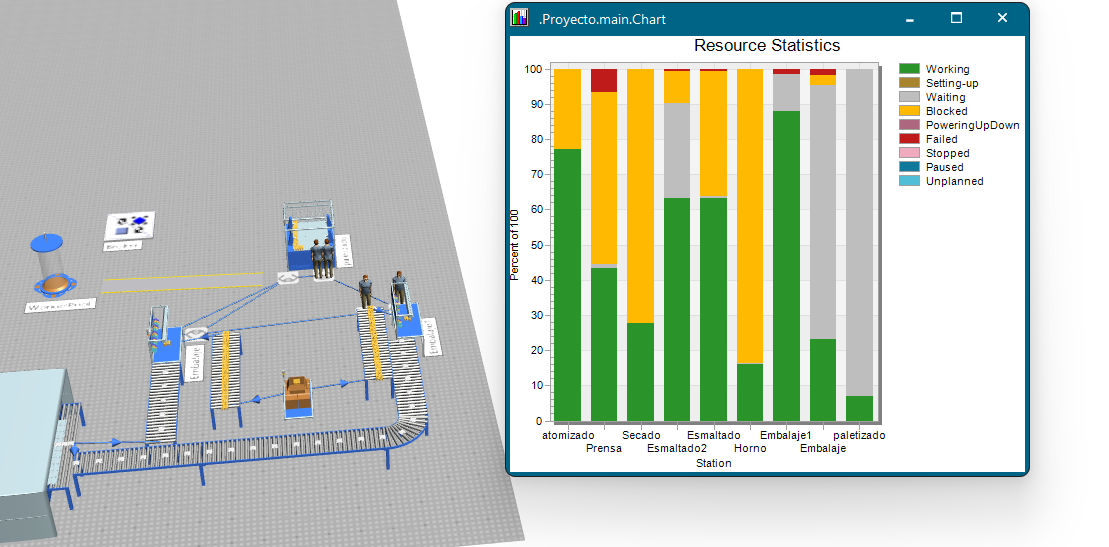 .Proyecto.main.Chart
Resource Statistics
Percent of 100
100
90
80
70
60
50
40
30
20
10
0
atomizado
Prensa
Secado
Esmaltado2
Esmaltado
Horno
Embalaje1
Embalaje
paletizado
Station
Working
Setting-up
Waiting
Blocked
PoweringUpDown
Failed
Stopped
Paused
Unplanned
WorkerPool
Embalaje